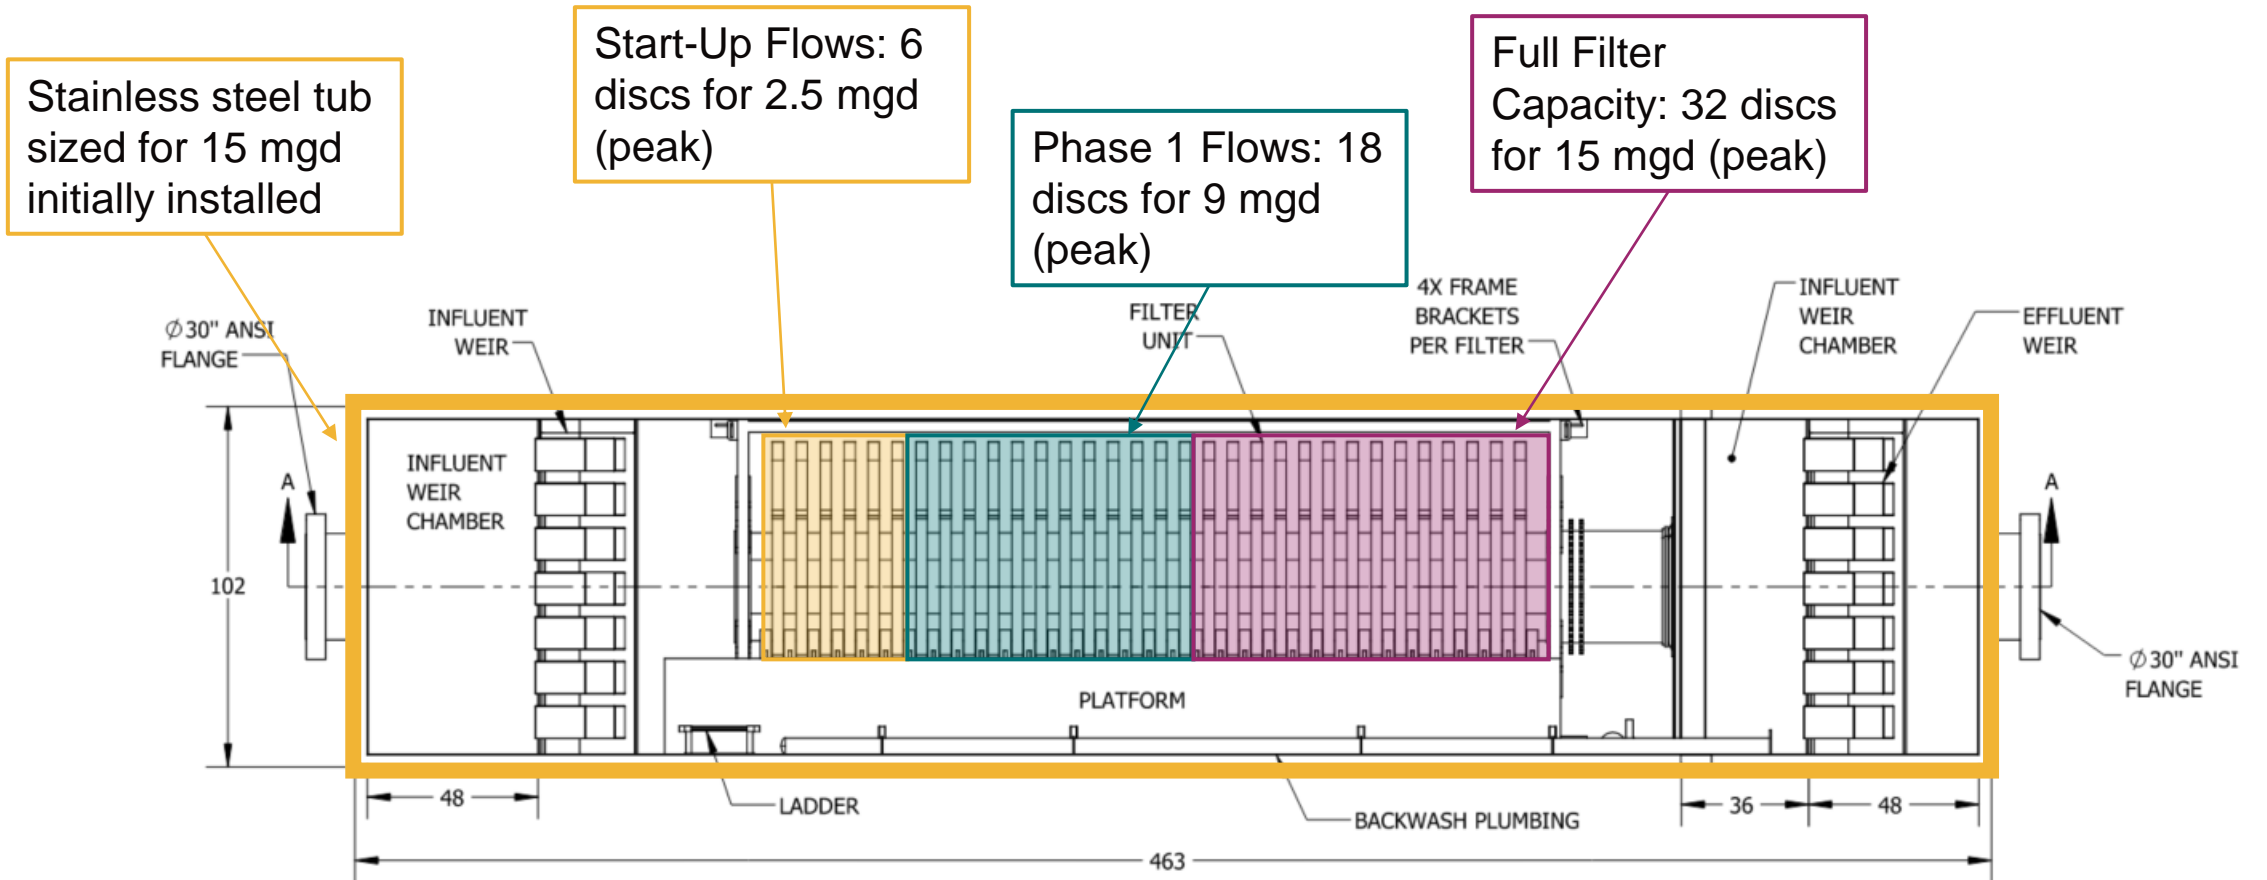 Stainless steel tub
sized for 15 mgd
initially installed
Start-Up Flows: 6
discs for 2.5 mgd
(peak)
Phase 1 Flows: 18
discs for 9 mgd
(peak)
Full Filter
Capacity: 32 discs
for 15 mgd (peak)
Ø30" ANSI
FLANGE
INFLUENT
WEIR
FILTER
UNIT
4X FRAME
BRACKETS
PER FILTER
INFLUENT
WEIR
CHAMBER
EFFLUENT
WEIR
INFLUENT
WEIR
CHAMBER
A
A
102
Ø30" ANSI
FLANGE
PLATFORM
48
LADDER
BACKWASH PLUMBING
36
48
463